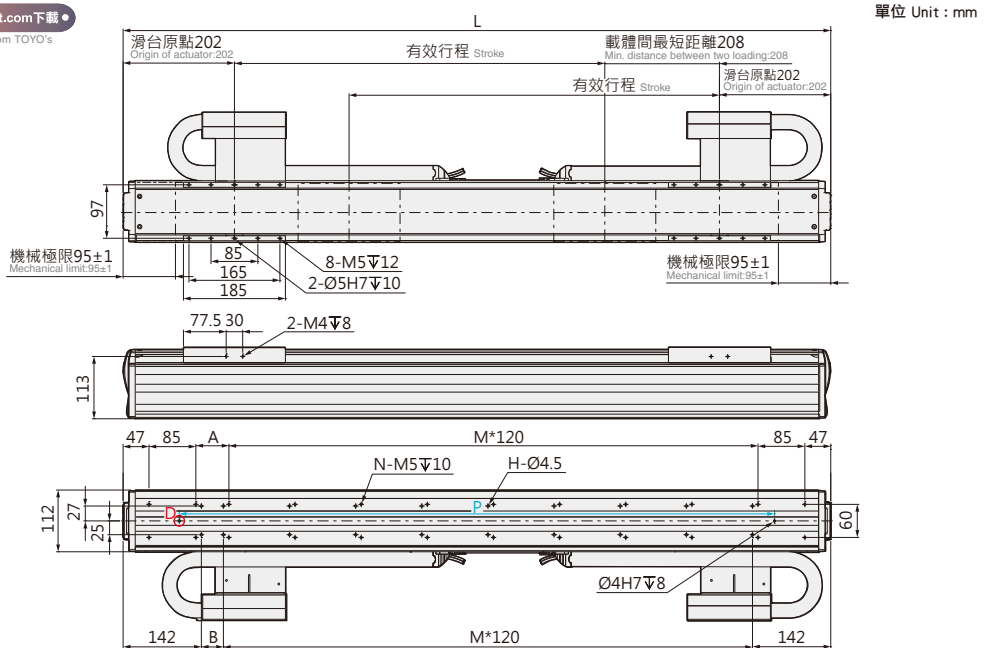 t.com下載
單位 Unit : mm
om TOYO's
L
滑台原點202
Origin of actuator:202
有效行程 Stroke
載體間最短距離208
Min. distance between two loading:208
有效行程 Stroke
滑台原點202
Origin of actuator:202
97
機械極限95±1
Mechanical limit:95±1
85
165
185
8-M5↧12
2-Ø5H7↧10
機械極限95±1
Mechanical limit:95±1
77.5 30
2-M4↧8
113
47 85 A M*120 85 47
N-M5↧10
H-Ø4.5
112
27
25
D
P
60
Ø4H7↧8
142 B M*120 142